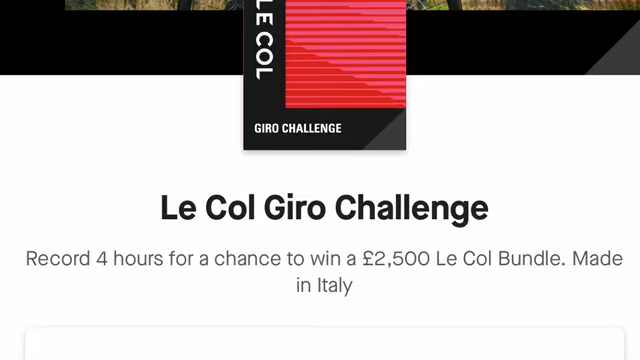 LE COL
GIRO CHALLENGE
Le Col Giro Challenge
Record 4 hours for a chance to win a £2,500 Le Col Bundle. Made
in Italy